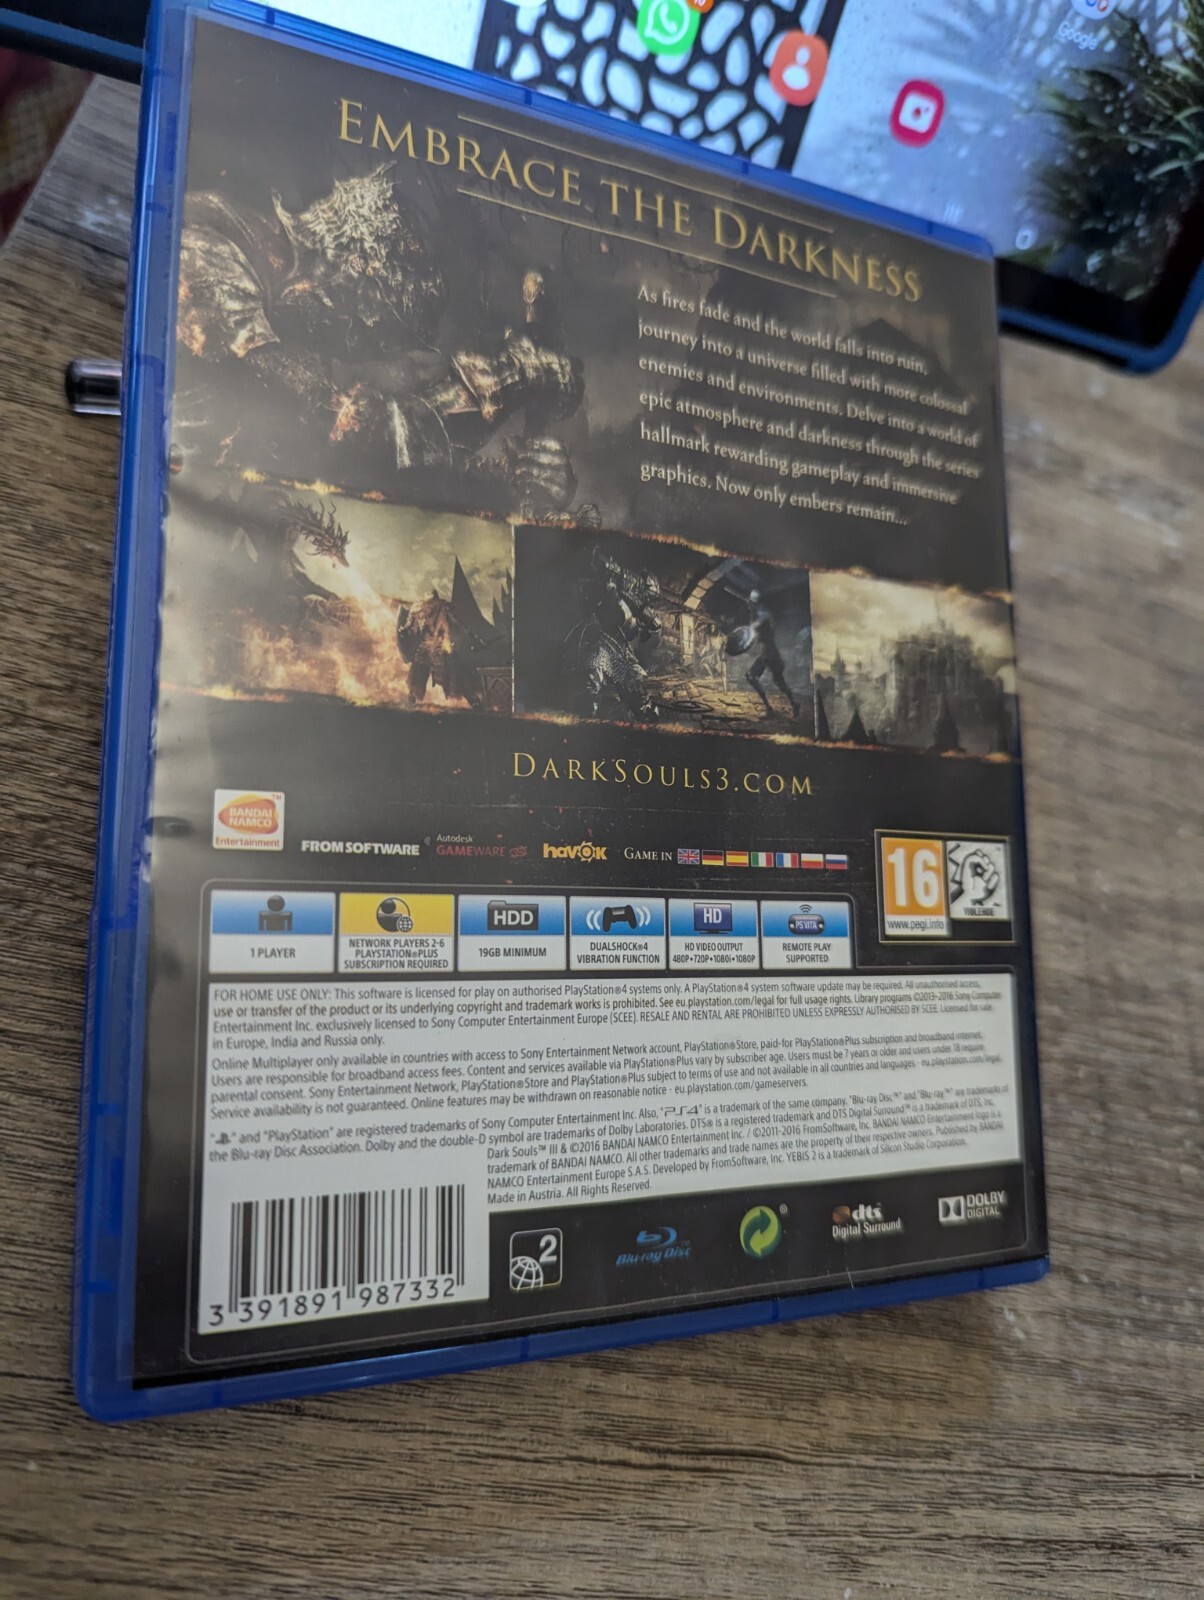 Google
EMBRACE THE DARKNESS
As fires fade and the world falls into ruin,
journey into a universe filled with more colossal
enemies and environments. Delve into a world of
epic atmosphere and darkness through the series
hallmark rewarding gameplay and immersive
graphics. Now only embers remain...
DARKSOULS3.COM
BANDAI
NAMCO
Entertainment
FROMSOFTWARE
Autodesk
GAMEWARE
havok
GAME IN
16
www.pegi.info
VIOLENCE
1 PLAYER
NETWORK PLAYERS 2-6
PLAYSTATION®PLUS
SUBSCRIPTION REQUIRED
HDD
19GB MINIMUM
DUALSHOCK®4
VIBRATION FUNCTION
HD
HD VIDEO OUTPUT
480P•720P•1080i•1080P
PS VITA
REMOTE PLAY
SUPPORTED
FOR HOME USE ONLY: This software is licensed for play on authorised PlayStation®4 systems only. A PlayStation®4 system software update may be required. All unauthorised access,
use or transfer of the product or its underlying copyright and trademark works is prohibited. See eu.playstation.com/legal for full usage rights. Library programs ©2013-2016 Sony Computer
Entertainment Inc. exclusively licensed to Sony Computer Entertainment Europe (SCEE). RESALE AND RENTAL ARE PROHIBITED UNLESS EXPRESSLY AUTHORISED BY SCEE. Licensed for sale
in Europe, India and Russia only.
Online Multiplayer only available in countries with access to Sony Entertainment Network account, PlayStation®Store, paid-for PlayStation®Plus subscription and broadband internet.
Users are responsible for broadband access fees. Content and services available via PlayStation®Plus vary by subscriber age. Users must be 7 years or older and users under 18 require
parental consent. Sony Entertainment Network, PlayStation®Store and PlayStation®Plus subject to terms of use and not available in all countries and languages - eu.playstation.com/legal.
Service availability is not guaranteed. Online features may be withdrawn on reasonable notice - eu.playstation.com/gameservers.
" " and "PlayStation" are registered trademarks of Sony Computer Entertainment Inc. Also, "PS4" is a trademark of the same company. "Blu-ray Disc™" and "Blu-ray™" are trademarks of
the Blu-ray Disc Association. Dolby and the double-D symbol are trademarks of Dolby Laboratories. DTS® is a registered trademark and DTS Digital Surround™ is a trademark of DTS, Inc.
Dark Souls™ III & ©2016 BANDAI NAMCO Entertainment Inc. / ©2011-2016 FromSoftware, Inc. BANDAI NAMCO Entertainment logo is a
trademark of BANDAI NAMCO. All other trademarks and trade names are the property of their respective owners. Published by BANDAI
NAMCO Entertainment Europe S.A.S. Developed by FromSoftware, Inc. YEBIS 2 is a trademark of Silicon Studio Corporation.
Made in Austria. All Rights Reserved.
3 391891 987332
2
Blu-ray Disc
dts
Digital Surround
DOLBY
DIGITAL